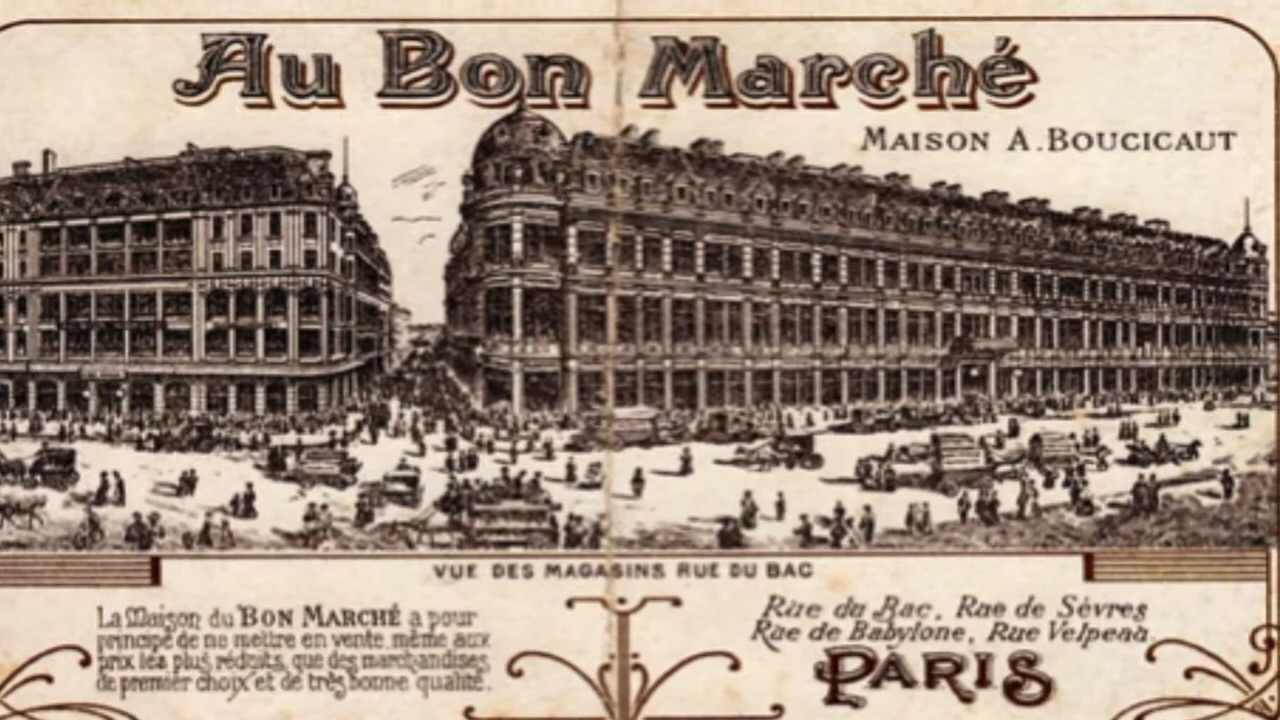 Au Bon Marché
MAISON A. BOUCICAUT
VUE DES MAGASINS RUE DU BAC
La Maison du BON MARCHÉ a pour
principe de ne mettre en vente, même aux
prix les plus réduits, que des marchandises
de premier choix et de très bonne qualité.
Rue du Bac, Rue de Sèvres
Rue de Babylone, Rue Velpeau
PARIS